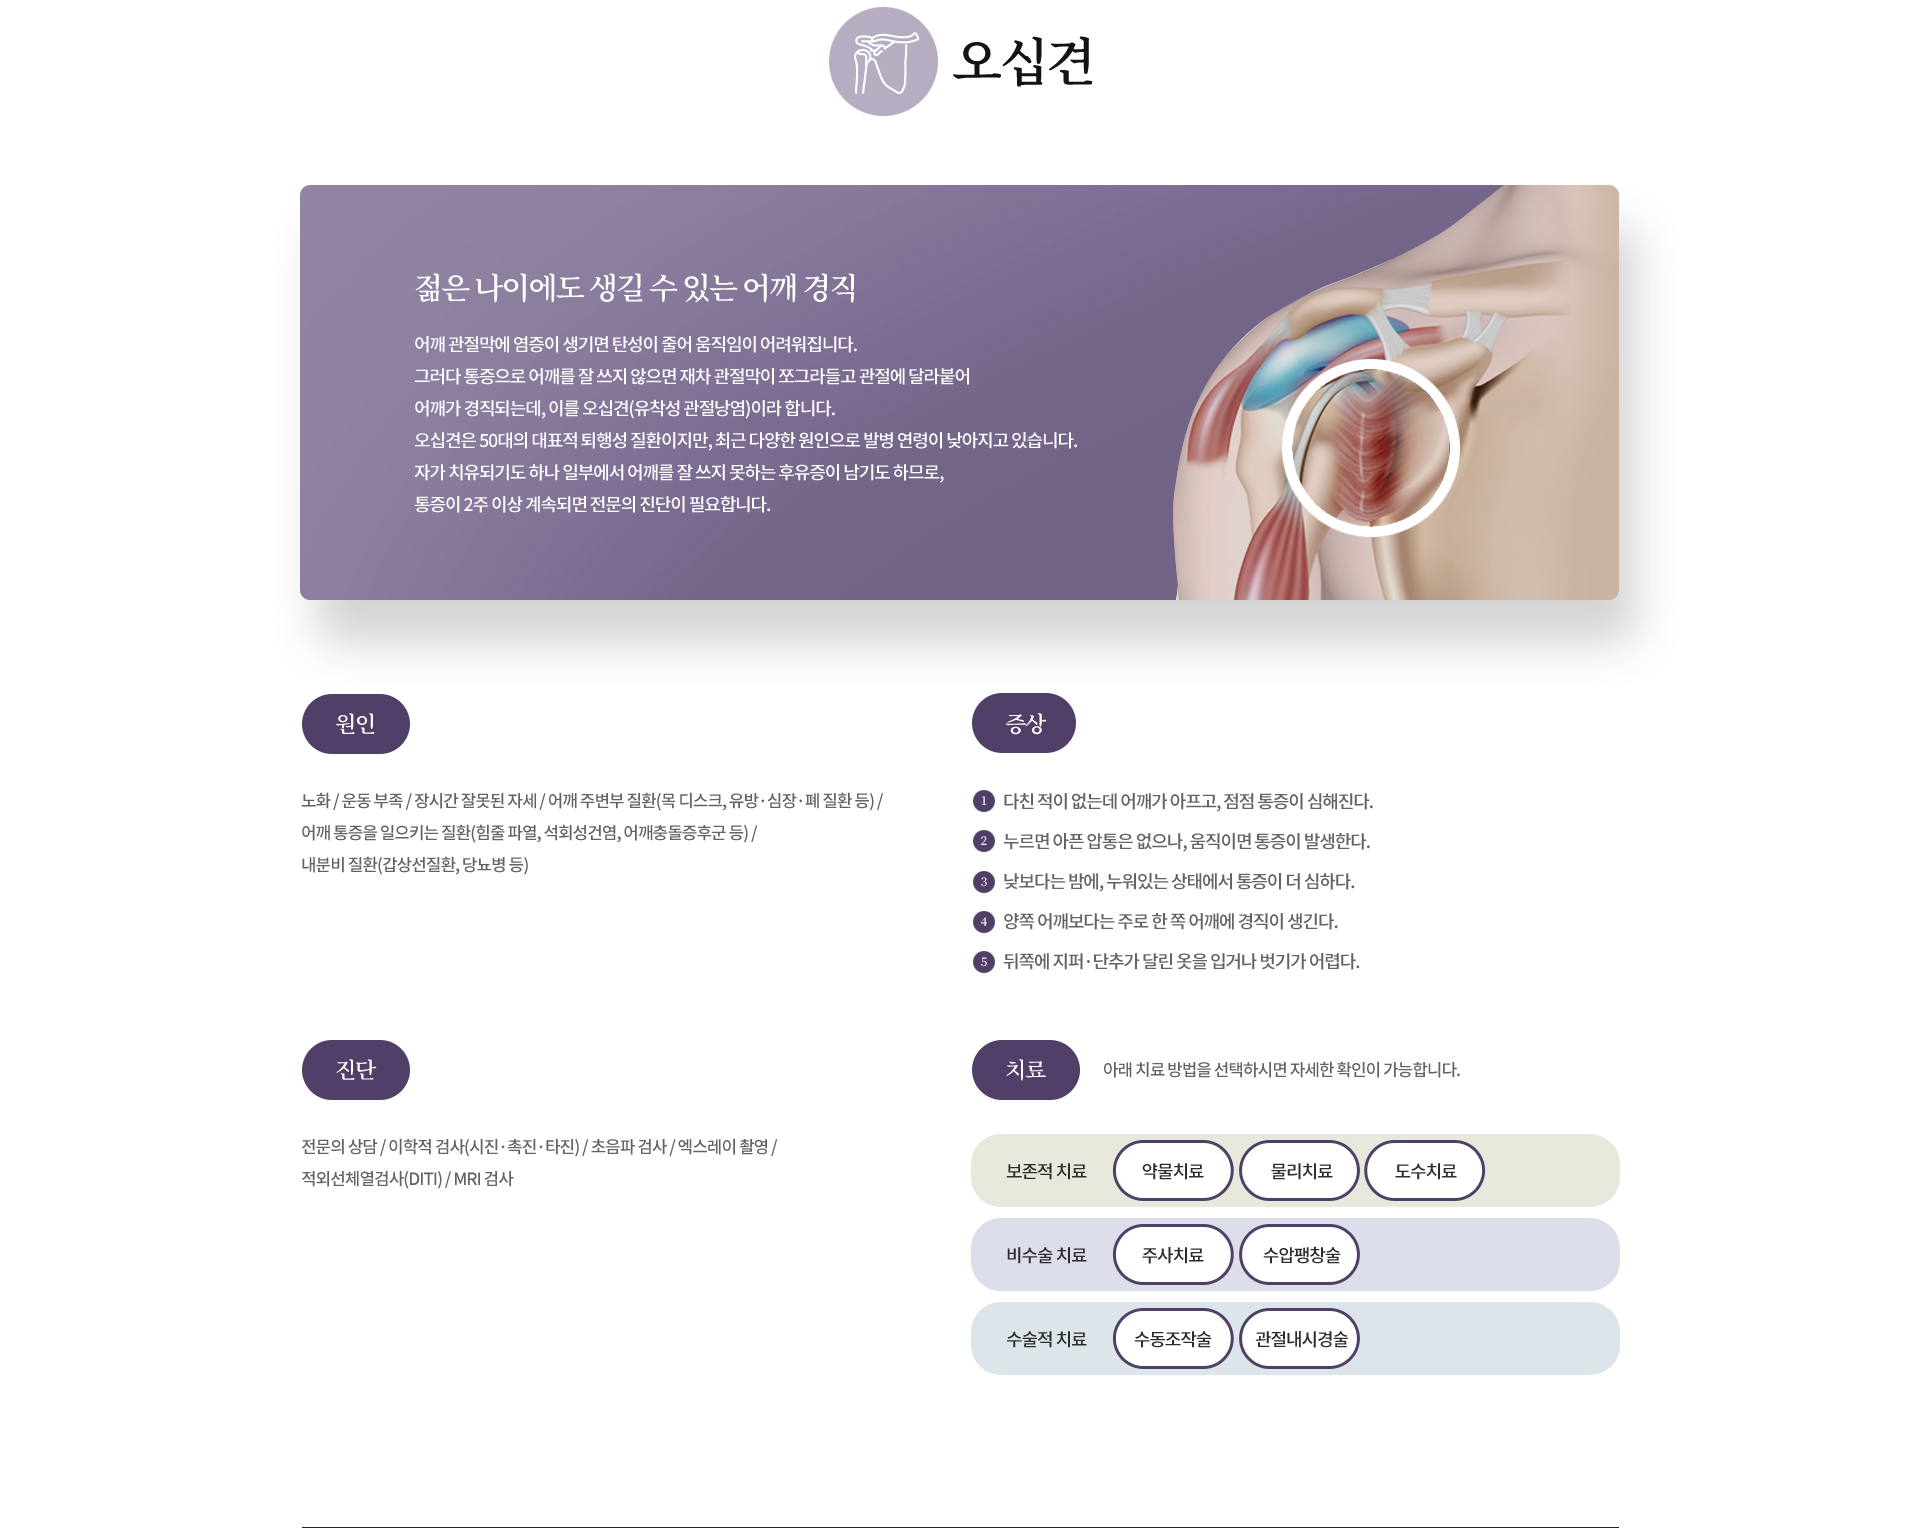 오십견
젊은 나이에도 생길 수 있는 어깨 경직
어깨 관절막에 염증이 생기면 탄성이 줄어 움직임이 어려워집니다.
그러다 통증으로 어깨를 잘 쓰지 않으면 재차 관절막이 쪼그라들고 관절에 달라붙어
어깨가 경직되는데, 이를 오십견(유착성 관절낭염)이라 합니다.
오십견은 50대의 대표적 퇴행성 질환이지만, 최근 다양한 원인으로 발병 연령이 낮아지고 있습니다.
자가 치유되기도 하나 일부에서 어깨를 잘 쓰지 못하는 후유증이 남기도 하므로,
통증이 2주 이상 계속되면 전문의 진단이 필요합니다.
원인
노화 / 운동 부족 / 장시간 잘못된 자세 / 어깨 주변부 질환(목 디스크, 유방·심장·폐 질환 등) /
어깨 통증을 일으키는 질환(힘줄 파열, 석회성건염, 어깨충돌증후군 등) /
내분비 질환(갑상선질환, 당뇨병 등)
증상
1 다친 적이 없는데 어깨가 아프고, 점점 통증이 심해진다.
2 누르면 아픈 압통은 없으나, 움직이면 통증이 발생한다.
3 낮보다는 밤에, 누워있는 상태에서 통증이 더 심하다.
4 양쪽 어깨보다는 주로 한 쪽 어깨에 경직이 생긴다.
5 뒤쪽에 지퍼·단추가 달린 옷을 입거나 벗기가 어렵다.
진단
전문의 상담 / 이학적 검사(시진·촉진·타진) / 초음파 검사 / 엑스레이 촬영 /
적외선체열검사(DITI) / MRI 검사
치료 아래 치료 방법을 선택하시면 자세한 확인이 가능합니다.
보존적 치료 약물치료 물리치료 도수치료
비수술 치료 주사치료 수압팽창술
수술적 치료 수동조작술 관절내시경술